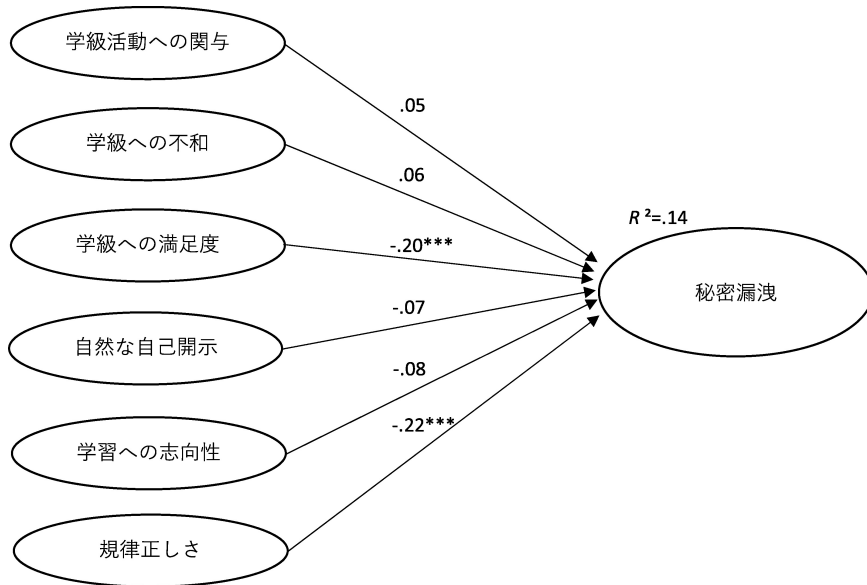 学級活動への関与
.05
学級への不和
.06
R ²=.14
学級への満足度
-.20***
秘密漏洩
-.07
自然な自己開示
-.08
学習への志向性
-.22***
規律正しさ